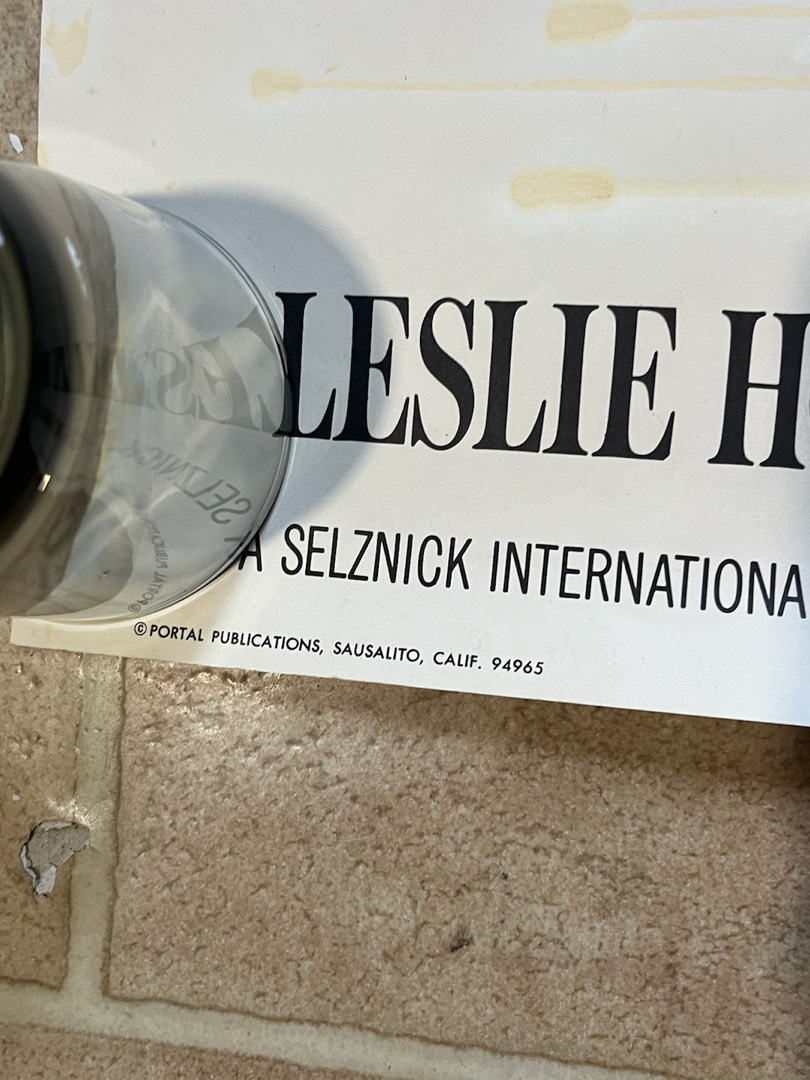 LESLIE H
A SELZNICK INTERNATIONA
© PORTAL PUBLICATIONS, SAUSALITO, CALIF. 94965